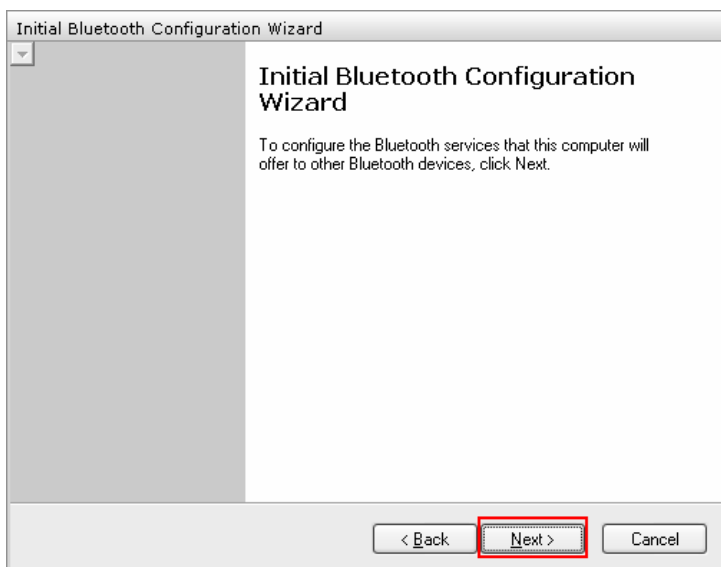 Initial Bluetooth Configuration Wizard
Initial Bluetooth Configuration
Wizard
To configure the Bluetooth services that this computer will
offer to other Bluetooth devices, click Next.
< Back
Next >
Cancel